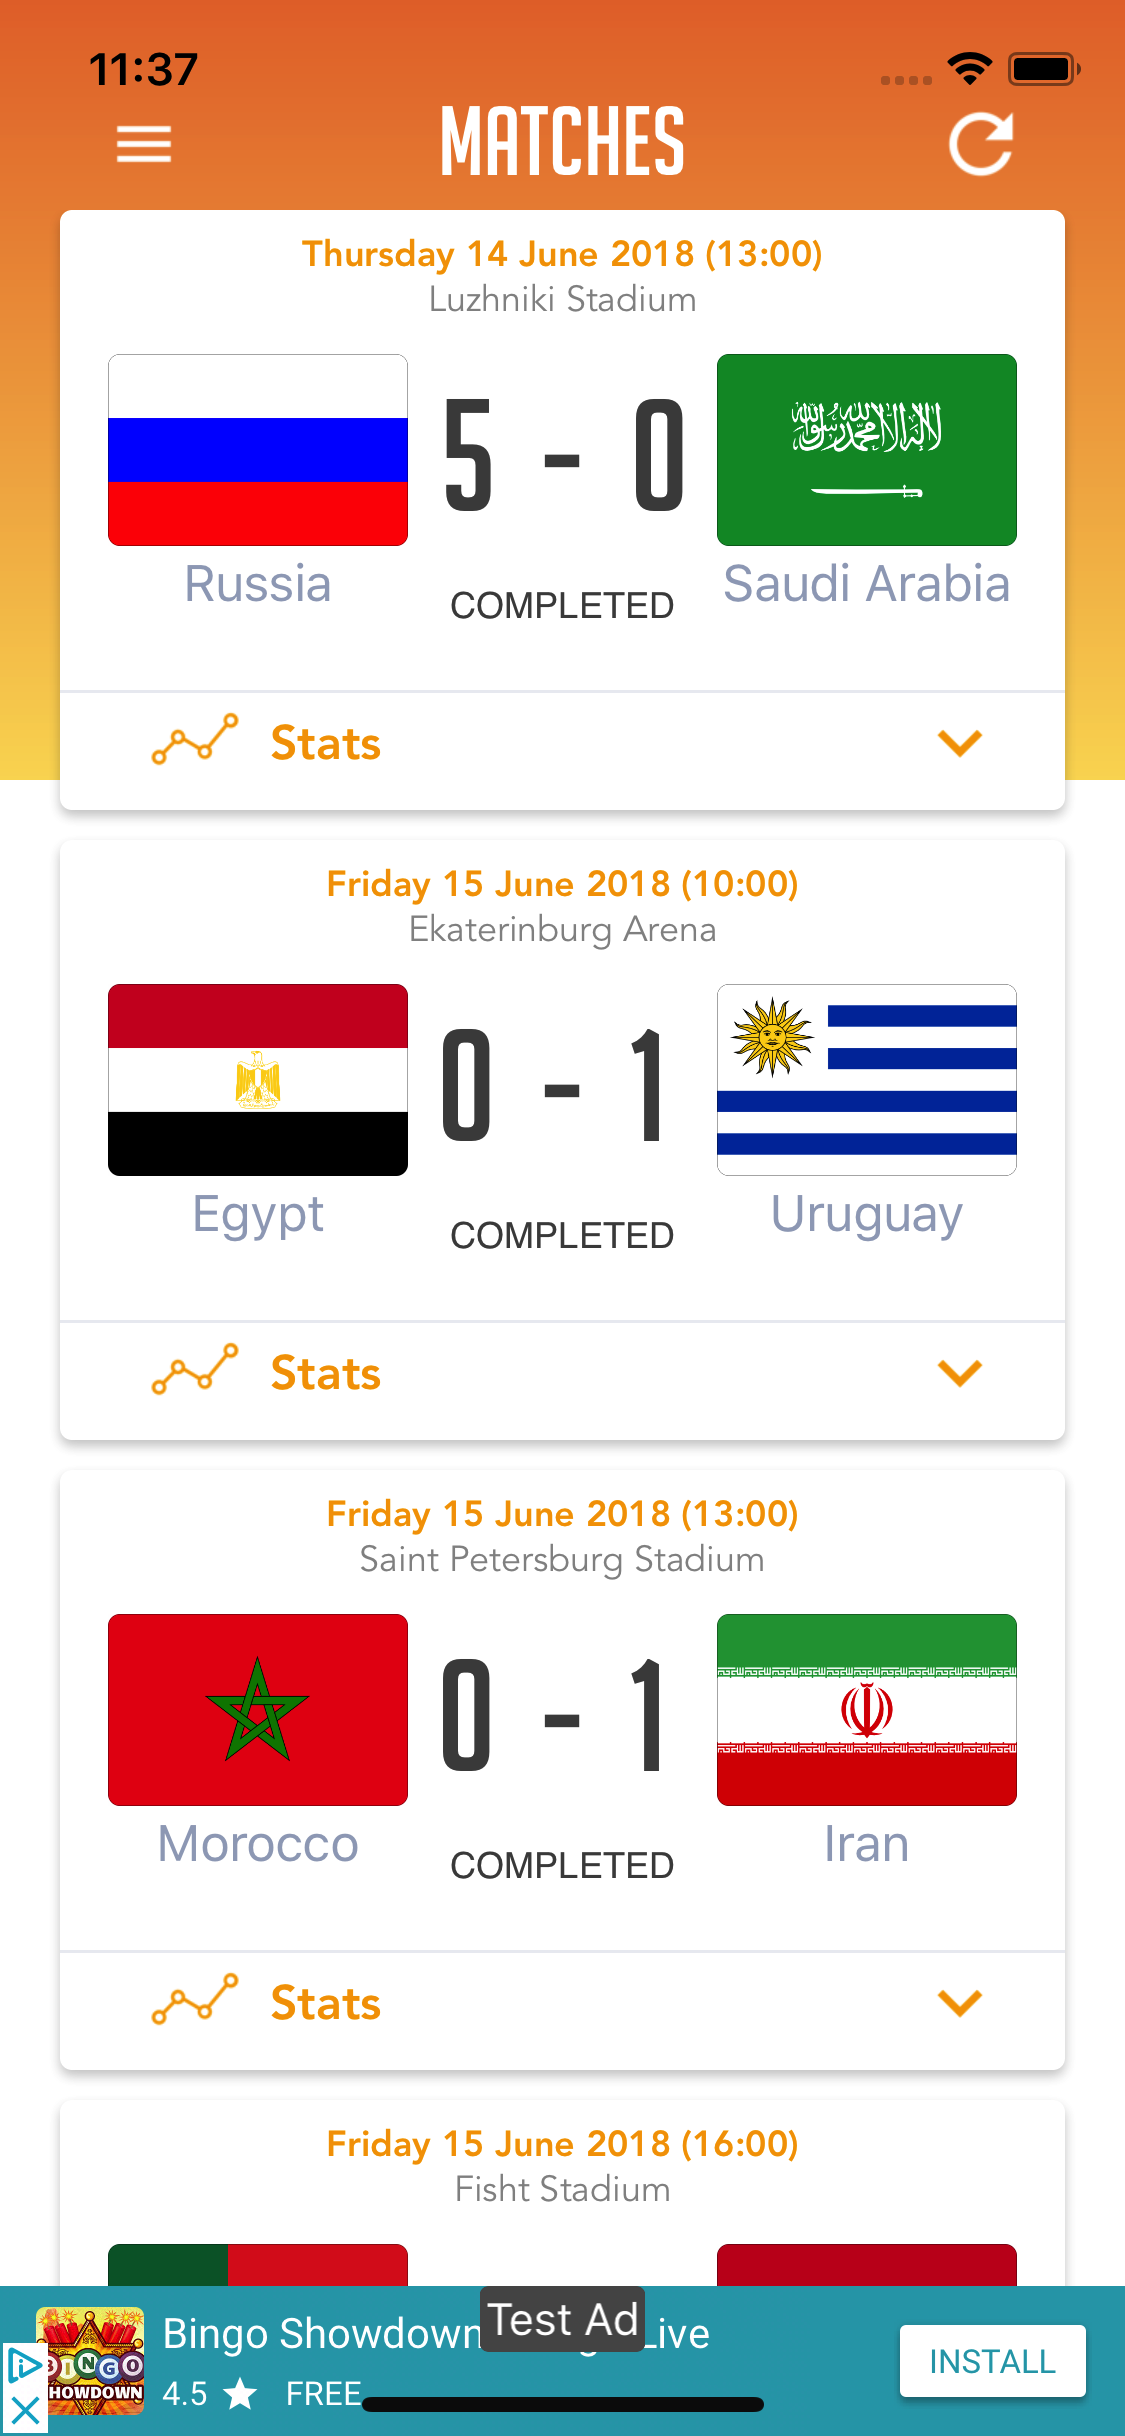 11:37
MATCHES
Thursday 14 June 2018 (13:00)
Luzhniki Stadium
لا إله إلا الله محمد رسول الله
5 - 0
Russia
COMPLETED
Saudi Arabia
Stats
Friday 15 June 2018 (10:00)
Ekaterinburg Arena
0 - 1
Egypt
COMPLETED
Uruguay
Stats
Friday 15 June 2018 (13:00)
Saint Petersburg Stadium
0 - 1
Morocco
COMPLETED
Iran
Stats
Friday 15 June 2018 (16:00)
Fisht Stadium
Test Ad
Bingo Showdown Live
4.5 ★ FREE
INSTALL
BINGO
SHOWDOWN